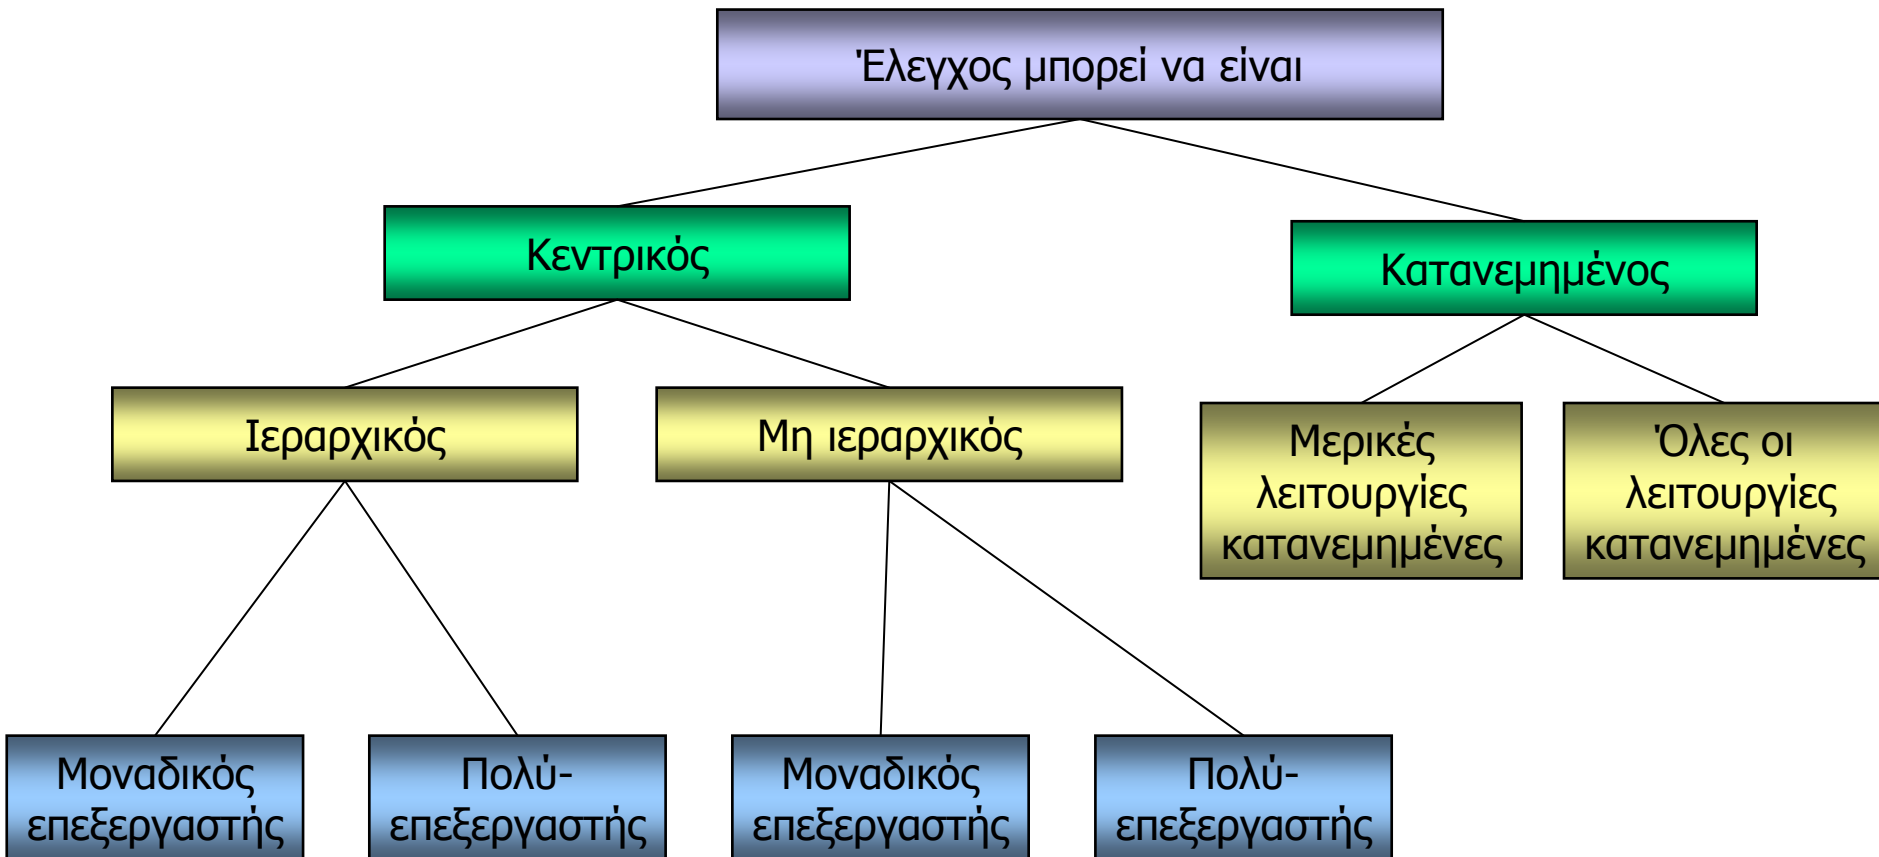 Έλεγχος μπορεί να είναι
Κεντρικός
Κατανεμημένος
Ιεραρχικός
Μη ιεραρχικός
Μερικές
λειτουργίες
κατανεμημένες
Όλες οι
λειτουργίες
κατανεμημένες
Μοναδικός
επεξεργαστής
Πολύ-
επεξεργαστής
Μοναδικός
επεξεργαστής
Πολύ-
επεξεργαστής